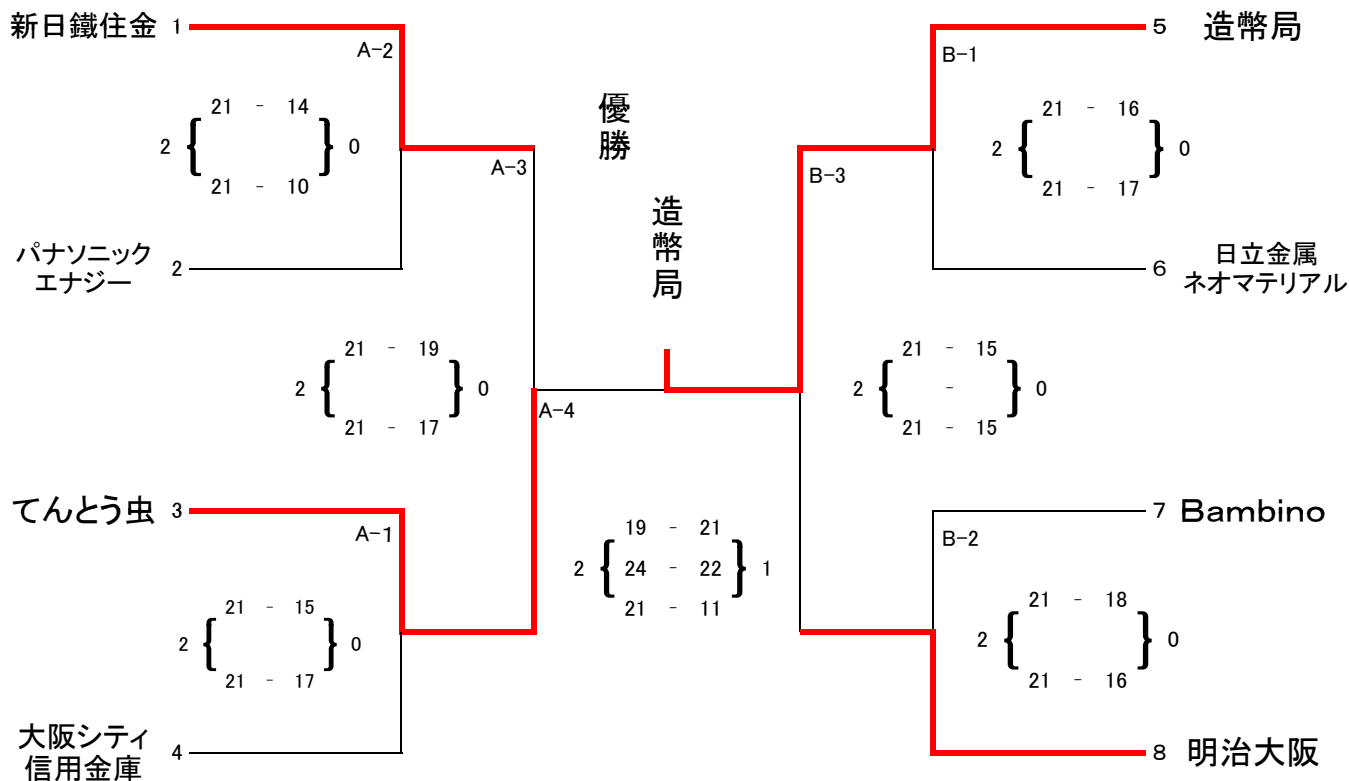 新日鐵住金 1
A-2
21 - 14
2 { } 0
21 - 10
パナソニック
エナジー
2
A-3
21 - 19
2 { } 0
21 - 17
てんとう虫 3
A-1
21 - 15
2 { } 0
21 - 17
大阪シティ
信用金庫
4
A-4
優勝
造幣局
19 - 21
2 { 24 - 22 } 1
21 - 11
5 造幣局
B-1
21 - 16
2 { } 0
21 - 17
6
日立金属
ネオマテリアル
B-3
21 - 15
2 { - } 0
21 - 15
7 Bambino
B-2
21 - 18
2 { } 0
21 - 16
8 明治大阪